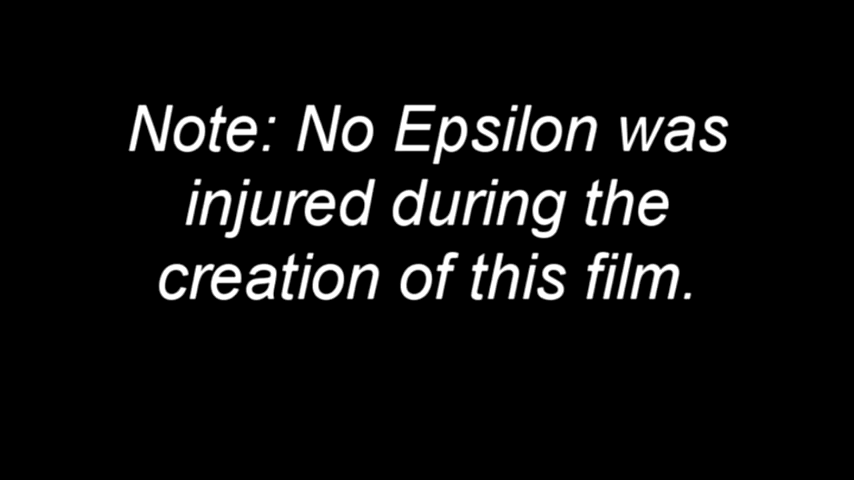 Note: No Epsilon was
injured during the
creation of this film.